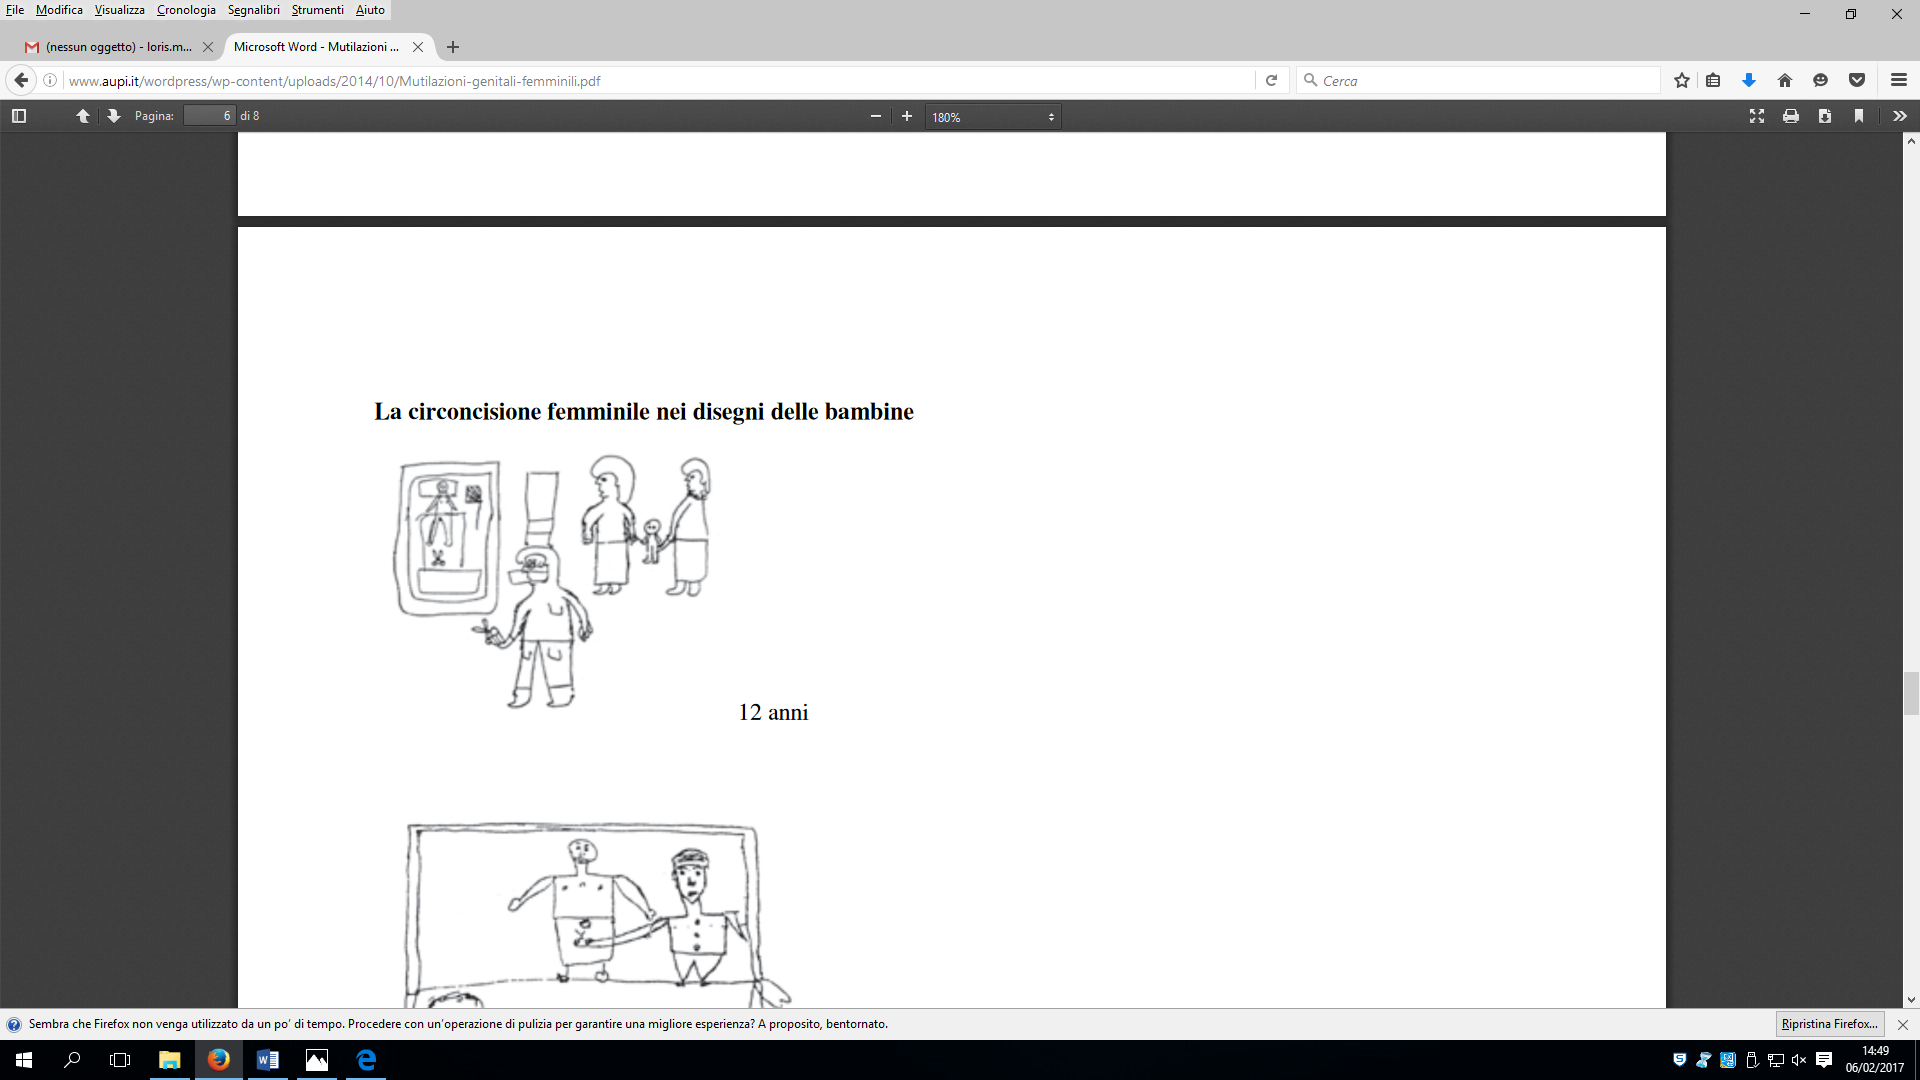 File Modifica Visualizza Cronologia Segnalibri Strumenti Aiuto
(nessun oggetto) - loris.m...
Microsoft Word - Mutilazioni ...
www.aupi.it/wordpress/wp-content/uploads/2014/10/Mutilazioni-genitali-femminili.pdf
Cerca
Pagina: 6 di 8
180%
La circoncisione femminile nei disegni delle bambine
12 anni
Sembra che Firefox non venga utilizzato da un po’ di tempo. Procedere con un’operazione di pulizia per garantire una migliore esperienza? A proposito, bentornato.
Ripristina Firefox...
14:49
06/02/2017